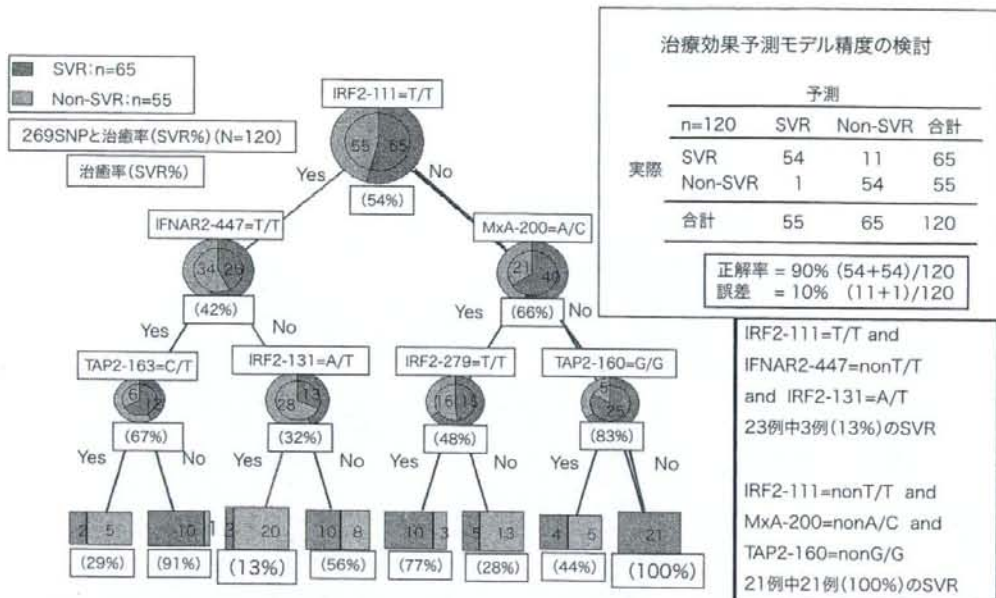 SVR:n=65
Non-SVR:n=55
269SNPと治癒率(SVR%)(N=120)
治癒率(SVR%)
IRF2-111=T/T
55 65
Yes No
(54%)
IFNAR2-447=T/T
34 25
(42%)
Yes No
MxA-200=A/C
21 40
(66%)
Yes No
TAP2-163=C/T
6 12
(67%)
Yes No
IRF2-131=A/T
28 13
(32%)
Yes No
IRF2-279=T/T
16
(48%)
Yes No
TAP2-160=G/G
5 25
(83%)
Yes No
2 5
(29%)
10 1
(91%)
3 20
(13%)
10 8
(56%)
10 3
(77%)
5 13
(28%)
4 5
(44%)
21
(100%)
治療効果予測モデル精度の検討
予測
n=120 SVR Non-SVR 合計
実際
SVR 54 11 65
Non-SVR 1 54 55
合計 55 65 120
正解率 = 90% (54+54)/120
誤差 = 10% (11+1)/120
IRF2-111=T/T and
IFNAR2-447=nonT/T
and IRF2-131=A/T
23例中3例(13%)のSVR
IRF2-111=nonT/T and
MxA-200=nonA/C and
TAP2-160=nonG/G
21例中21例(100%)のSVR